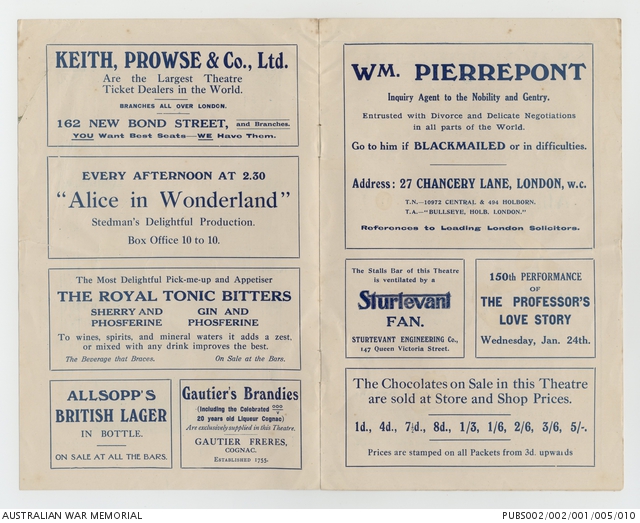 KEITH, PROWSE & Co., Ltd.
Are the Largest Theatre
Ticket Dealers in the World.
BRANCHES ALL OVER LONDON.
162 NEW BOND STREET, and Branches.
YOU Want Best Seats—WE Have Them.
EVERY AFTERNOON AT 2.30
"Alice in Wonderland"
Stedman's Delightful Production.
Box Office 10 to 10.
The Most Delightful Pick-me-up and Appetiser
THE ROYAL TONIC BITTERS
SHERRY AND GIN AND
PHOSFERINE PHOSFERINE
To wines, spirits, and mineral waters it adds a zest.
or mixed with any drink improves the best.
The Beverage that Braces. On Sale at the Bars.
ALLSOPP'S
BRITISH LAGER
IN BOTTLE.
ON SALE AT ALL THE BARS.
Gautier's Brandies
(Including the Celebrated
20 years old Liqueur Cognac)
Are exclusively supplied in this Theatre.
GAUTIER FRERES,
COGNAC.
ESTABLISHED 1755.
WM. PIERREPONT
Inquiry Agent to the Nobility and Gentry.
Entrusted with Divorce and Delicate Negotiations
in all parts of the World.
Go to him if BLACKMAILED or in difficulties.
Address: 27 CHANCERY LANE, LONDON, W.C.
T.N.—10972 CENTRAL & 494 HOLBORN.
T.A.—"BULLSEYE, HOLB. LONDON."
References to Leading London Solicitors.
The Stalls Bar of this Theatre
is ventilated by a
Sturtevant
FAN.
STURTEVANT ENGINEERING Co.,
147 Queen Victoria Street.
150th PERFORMANCE
OF
THE PROFESSOR'S
LOVE STORY
Wednesday, Jan. 24th.
The Chocolates on Sale in this Theatre
are sold at Store and Shop Prices.
1d., 4d., 7½d., 8d., 1/3, 1/6, 2/6, 3/6, 5/-.
Prices are stamped on all Packets from 3d. upwards
AUSTRALIAN WAR MEMORIAL
PUBS002/002/001/005/010